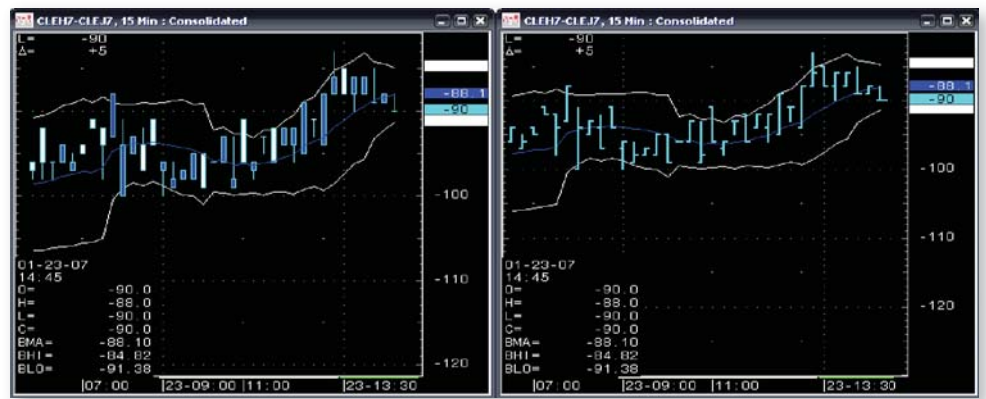 CLEH7-CLEJ7, 15 Min : Consolidated
L= -90
Δ= +5
-88.1
-90
-100
-110
-120
01-23-07
14:45
O= -90.0
H= -88.0
L= -90.0
C= -90.0
BMA= -88.10
BHI= -84.82
BLO= -91.38
07:00 23-09:00 11:00 23-13:30
CLEH7-CLEJ7, 15 Min : Consolidated
L= -90
Δ= +5
-88.1
-90
-100
-110
-120
01-23-07
14:45
O= -90.0
H= -88.0
L= -90.0
C= -90.0
BMA= -88.10
BHI= -84.82
BLO= -91.38
07:00 23-09:00 11:00 23-13:30